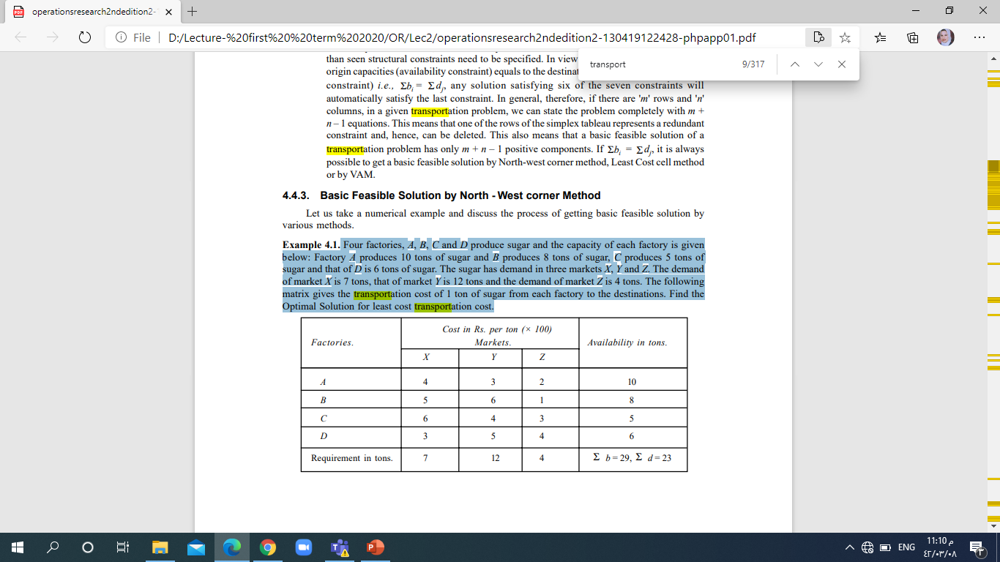 operationsresearch2ndedition2-
File D:/Lecture-%20first%20%20term%202020/OR/Lec2/operationsresearch2ndedition2-130419122428-phpapp01.pdf
transport 9/317
than seen structural constraints need to be specified. In view
origin capacities (availability constraint) equals to the destinat
constraint) i.e., Σbi = Σdj, any solution satisfying six of the seven constraints will
automatically satisfy the last constraint. In general, therefore, if there are 'm' rows and 'n'
columns, in a given transportation problem, we can state the problem completely with m +
n – 1 equations. This means that one of the rows of the simplex tableau represents a redundant
constraint and, hence, can be deleted. This also means that a basic feasible solution of a
transportation problem has only m + n – 1 positive components. If Σbi = Σdj, it is always
possible to get a basic feasible solution by North-west corner method, Least Cost cell method
or by VAM.
4.4.3. Basic Feasible Solution by North - West corner Method
Let us take a numerical example and discuss the process of getting basic feasible solution by
various methods.
Example 4.1. Four factories, A, B, C and D produce sugar and the capacity of each factory is given
below: Factory A produces 10 tons of sugar and B produces 8 tons of sugar, C produces 5 tons of
sugar and that of D is 6 tons of sugar. The sugar has demand in three markets X, Y and Z. The demand
of market X is 7 tons, that of market Y is 12 tons and the demand of market Z is 4 tons. The following
matrix gives the transportation cost of 1 ton of sugar from each factory to the destinations. Find the
Optimal Solution for least cost transportation cost.
Factories. Cost in Rs. per ton (× 100) Availability in tons.
Markets.
X Y Z
A 4 3 2 10
B 5 6 1 8
C 6 4 3 5
D 3 5 4 6
Requirement in tons. 7 12 4 Σ b = 29, Σ d = 23
ENG
11:10 م
٤٢/٠٣/٠٨